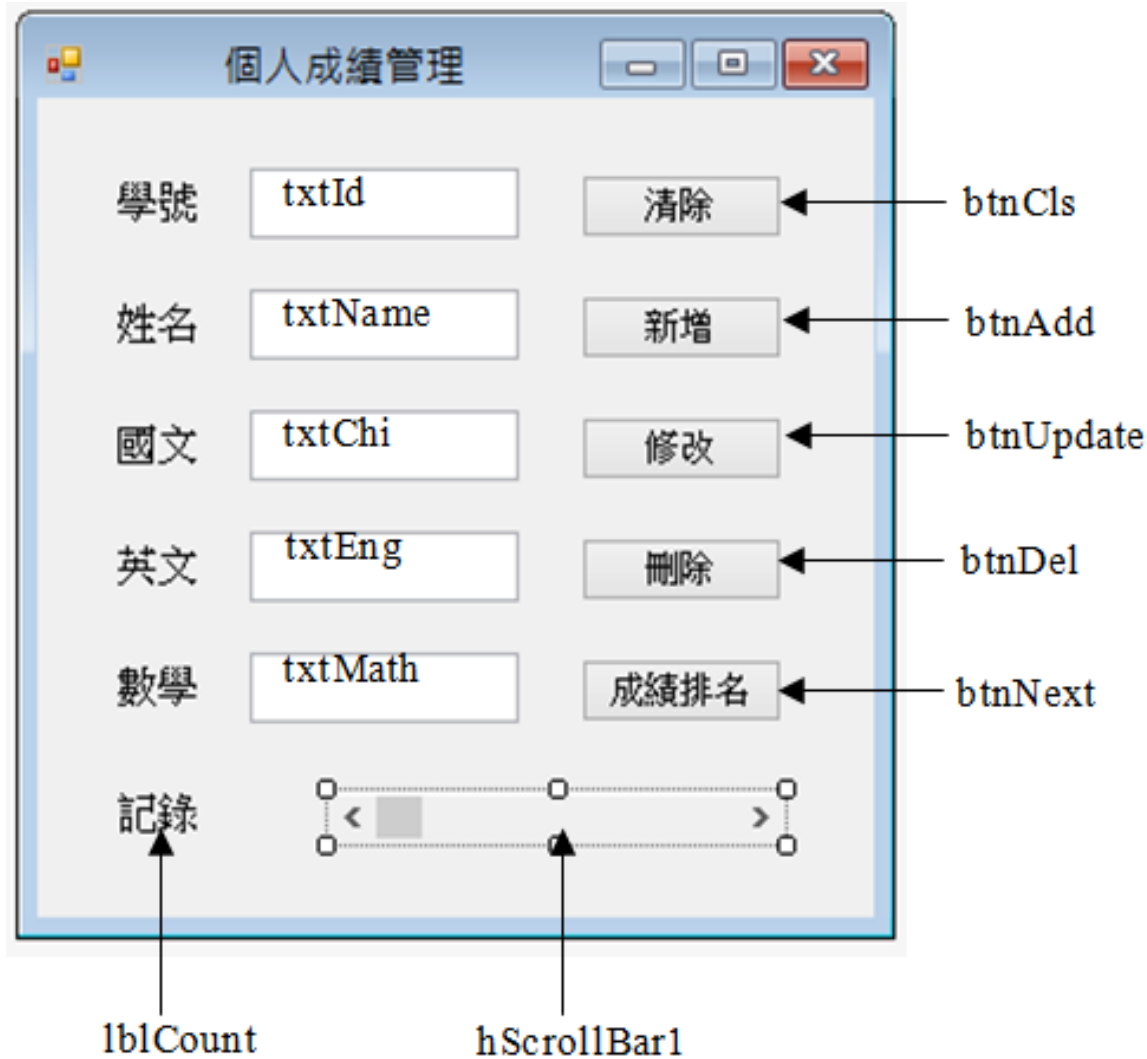 個人成績管理
學號 txtId 清除 btnCls
姓名 txtName 新增 btnAdd
國文 txtChi 修改 btnUpdate
英文 txtEng 刪除 btnDel
數學 txtMath 成績排名 btnNext
記錄
lblCount hScrollBar1